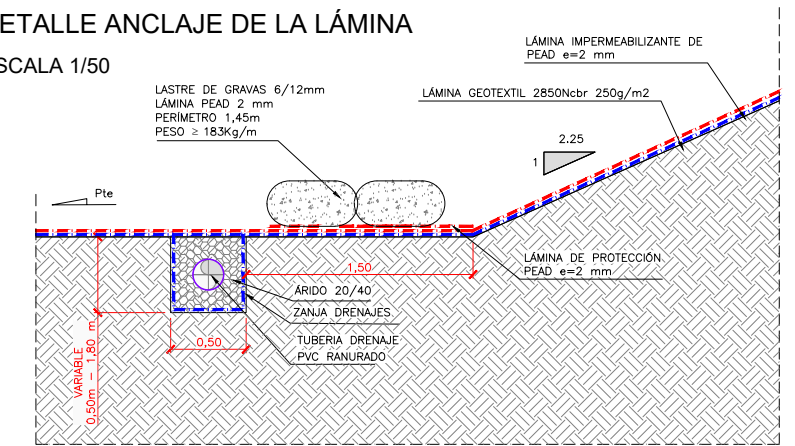 ETALLE ANCLAJE DE LA LÁMINA
SCALA 1/50
LASTRE DE GRAVAS 6/12mm
LÁMINA PEAD 2 mm
PERÍMETRO 1,45m
PESO ≥ 183Kg/m
LÁMINA IMPERMEABILIZANTE DE
PEAD e=2 mm
LÁMINA GEOTEXTIL 2850Ncbr 250g/m2
2.25
1
Pte
LÁMINA DE PROTECCIÓN
PEAD e=2 mm
1,50
ÁRIDO 20/40
ZANJA DRENAJES
TUBERIA DRENAJE
PVC RANURADO
0,50
VARIABLE
0,50m – 1,80 m